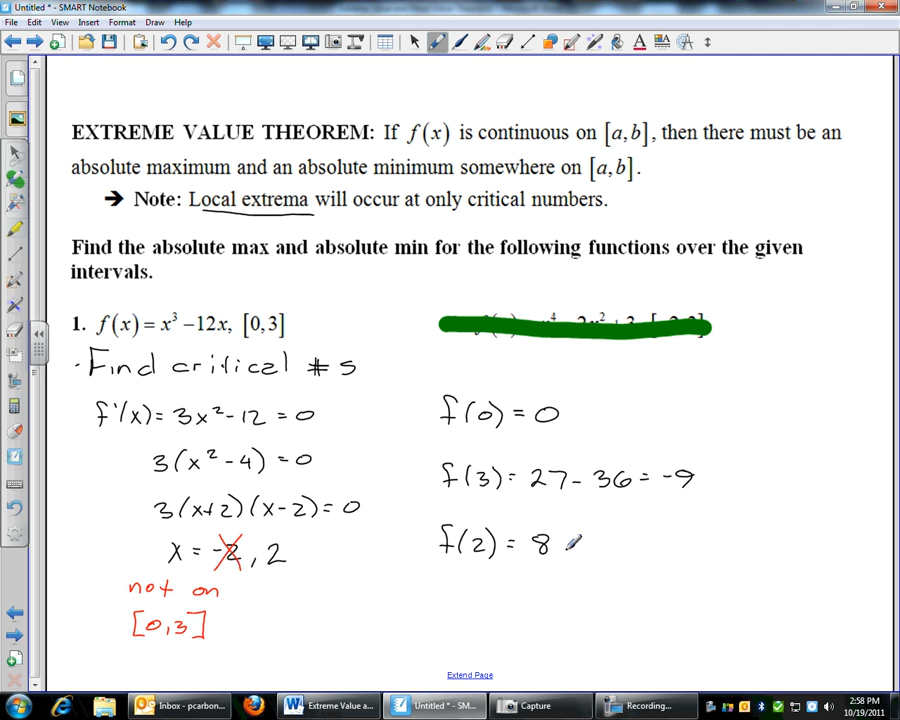 Untitled * - SMART Notebook
File Edit View Insert Format Draw Help
EXTREME VALUE THEOREM: If f(x) is continuous on [a,b], then there must be an
absolute maximum and an absolute minimum somewhere on [a,b].
➔ Note: Local extrema will occur at only critical numbers.
Find the absolute max and absolute min for the following functions over the given
intervals.
1. f(x) = x³ −12x, [0,3]
· Find critical #s
f'(x) = 3x² - 12 = 0
3(x² - 4) = 0
3(x+2)(x-2) = 0
x = -2, 2
not on
[0,3]
f(0) = 0
f(3) = 27 - 36 = -9
f(2) = 8
Extend Page
Inbox - pcarbon...
Extreme Value a...
Untitled * - SM...
Capture
Recording...
2:58 PM
10/19/2011